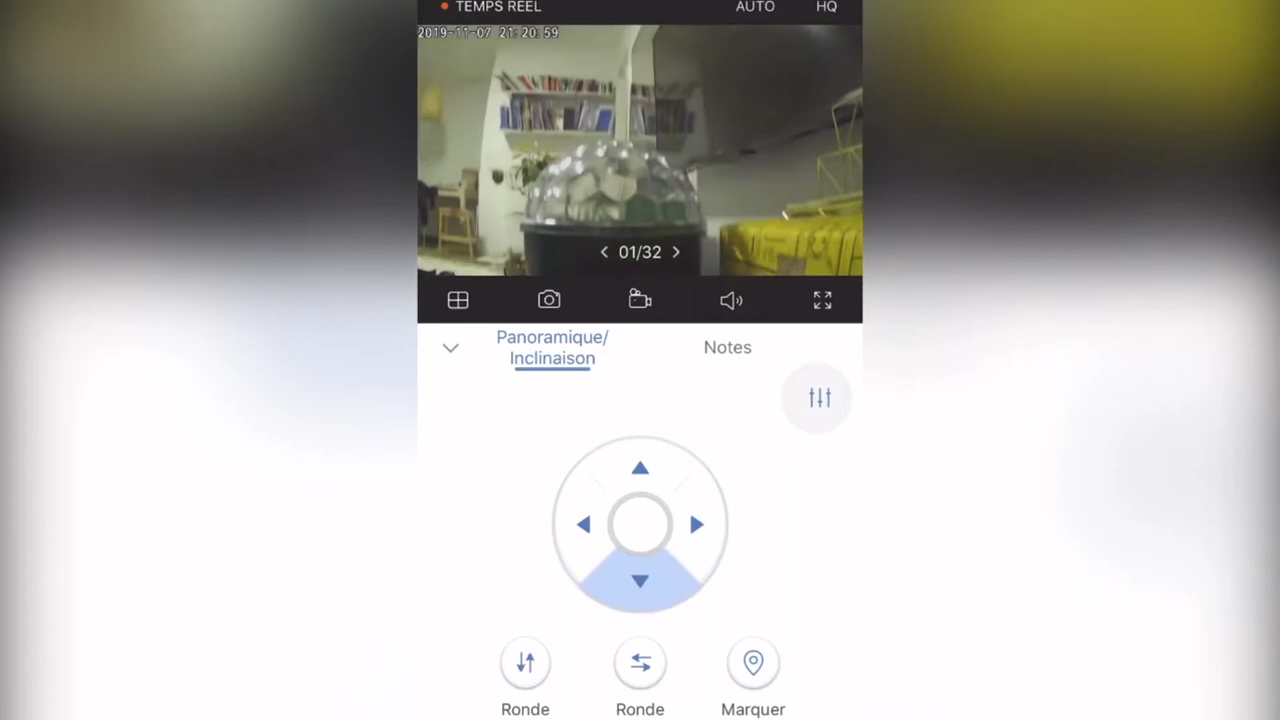 TEMPS REEL
AUTO
HQ
2019-11-07 21:20:59
01/32
Panoramique/
Inclinaison
Notes
Ronde
Ronde
Marquer